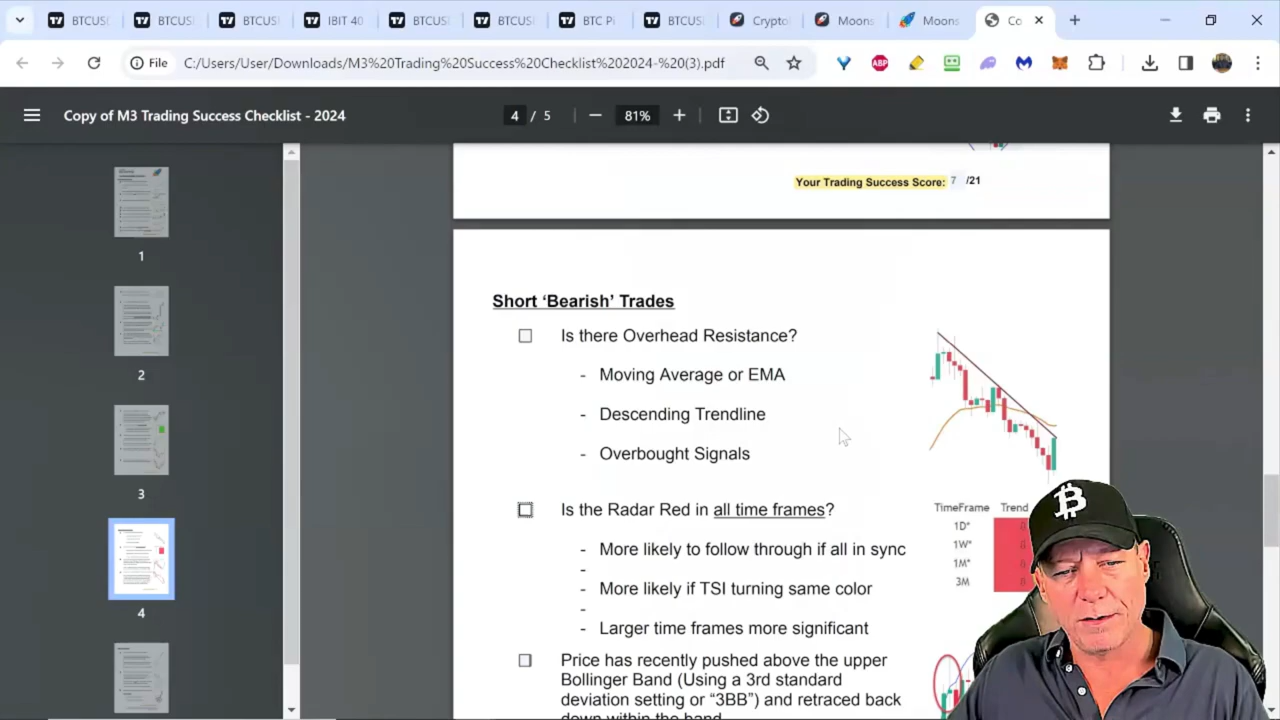 BTCUS
BTCUS
BTCUS
IBIT 40
BTCUS
BTCUS
BTC P
BTCUS
Crypto
Moons
Moons
Co
File
C:/Users/User/Downloads/M3%20Trading%20Success%20Checklist%202024-%20(3).pdf
ABP
Copy of M3 Trading Success Checklist - 2024
4 / 5
81%
1
2
3
4
Your Trading Success Score: 7 /21
Short ‘Bearish’ Trades
Is there Overhead Resistance?
- Moving Average or EMA
- Descending Trendline
- Overbought Signals
Is the Radar Red in all time frames?
- More likely to follow through if all in sync
-
- More likely if TSI turning same color
-
- Larger time frames more significant
TimeFrame Trend
1D*
1W*
1M*
3M
Price has recently pushed above the upper
Bollinger Band (Using a 3rd standard
deviation setting or “3BB”) and retraced back
down within the band